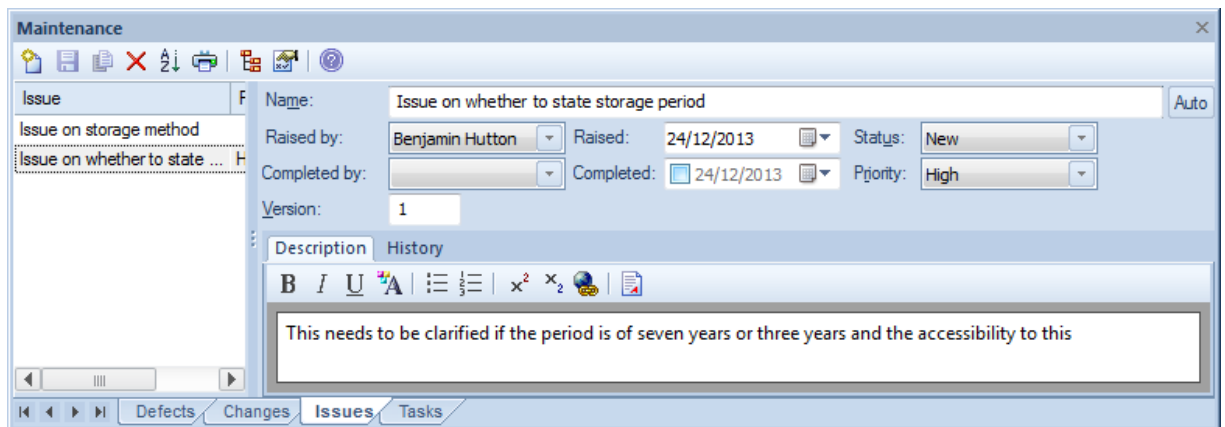 Maintenance
Issue F
Issue on storage method
Issue on whether to state ... H
Name: Issue on whether to state storage period Auto
Raised by: Benjamin Hutton Raised: 24/12/2013 Status: New
Completed by: Completed: 24/12/2013 Priority: High
Version: 1
Description History
B I U A x² x₂
This needs to be clarified if the period is of seven years or three years and the accessibility to this
Defects Changes Issues Tasks